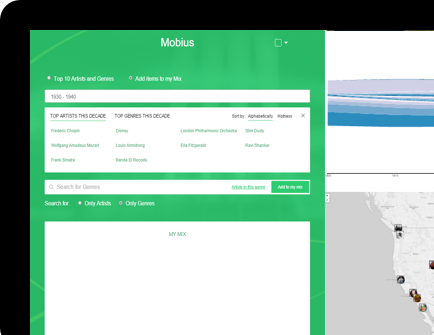 Mobius
Top 10 Artists and Genres Add items to my Mix
1930 - 1940
TOP ARTISTS THIS DECADE TOP GENRES THIS DECADE Sort by: Alphabetically Hotness
Frederic Chopin Disney London Philharmonic Orchestra Slim Dusty
Wolfgang Amadeus Mozart Louis Armstrong Ella Fitzgerald Ravi Shankar
Frank Sinatra Banda El Recodo
Search for Genres Artists in this genre Add to my mix
Search for Only Artists Only Genres
MY MIX